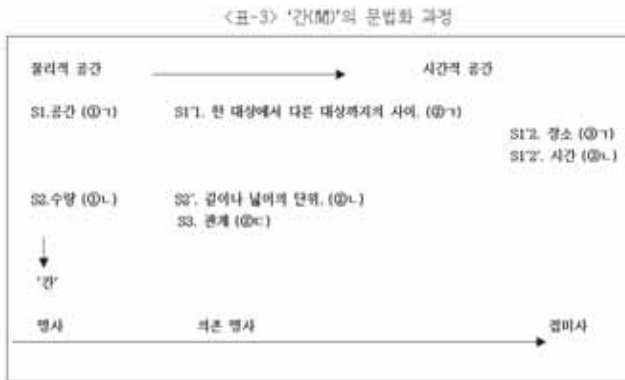 <표-3> '간(間)'의 문법화 과정
물리적 공간 시간적 공간
S1.공간 (①ㄱ) S1'1. 한 대상에서 다른 대상까지의 사이. (②ㄱ)
S1'2. 장소 (③ㄱ)
S1'2'. 시간 (③ㄴ)
S2.수량 (①ㄴ) S2'. 길이나 넓이의 단위. (②ㄴ)
S3. 관계 (②ㄷ)
'칸'
명사 의존 명사 접미사